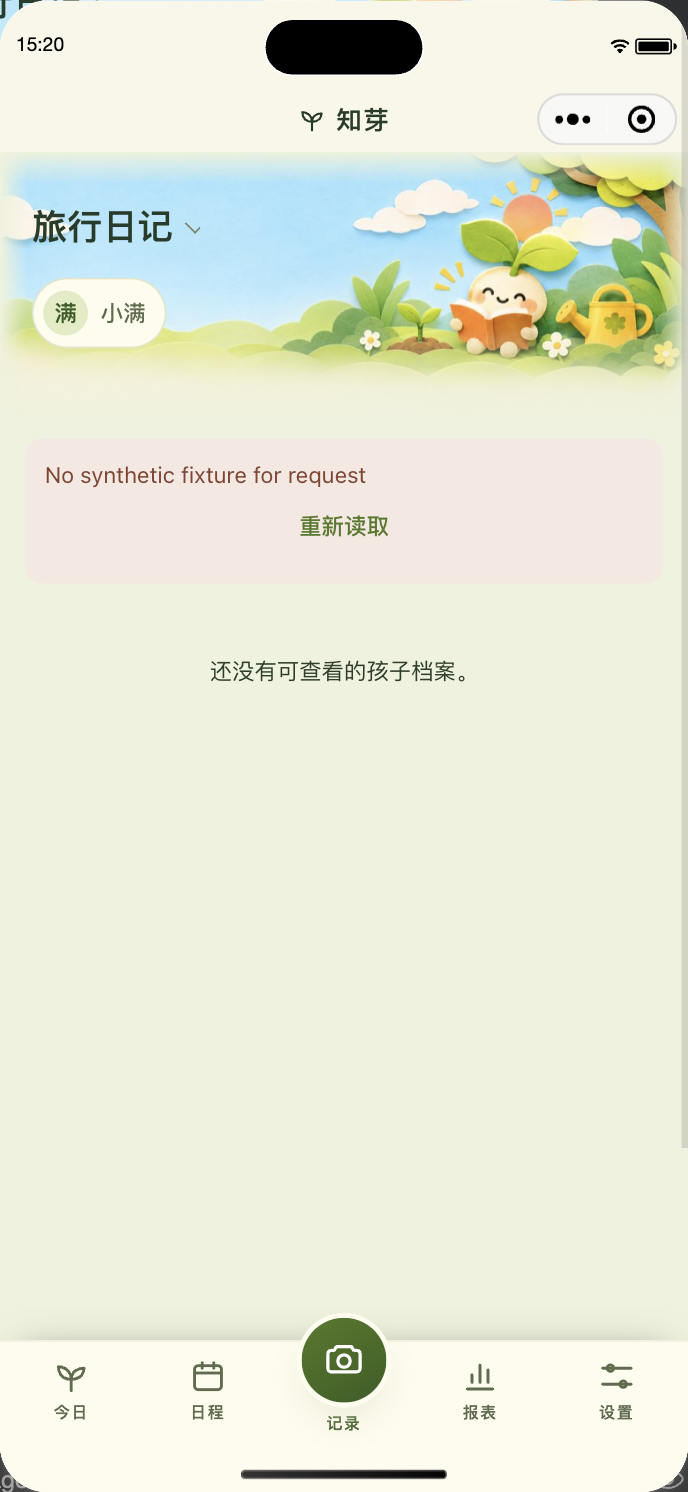 15:20
知芽
旅行日记
满 小满
No synthetic fixture for request
重新读取
还没有可查看的孩子档案。
今日
日程
记录
报表
设置